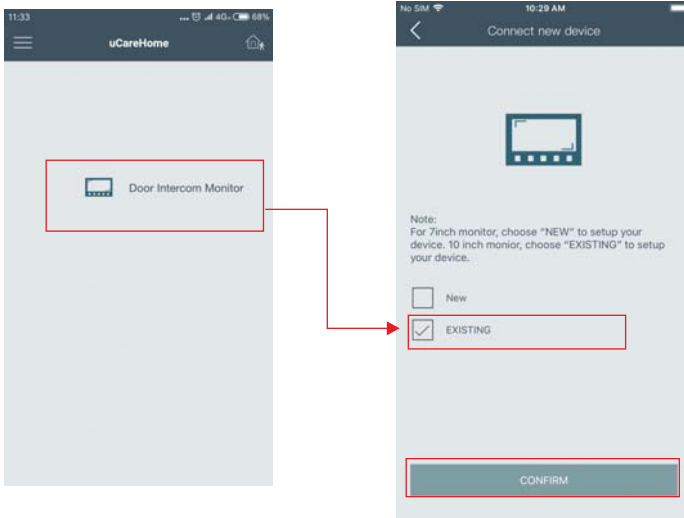 11:33
... 4G 68%
uCareHome
Door Intercom Monitor
No SIM
10:29 AM
Connect new device
Note:
For 7inch monitor, choose “NEW” to setup your
device. 10 inch monior, choose “EXISTING” to setup
your device.
New
EXISTING
CONFIRM